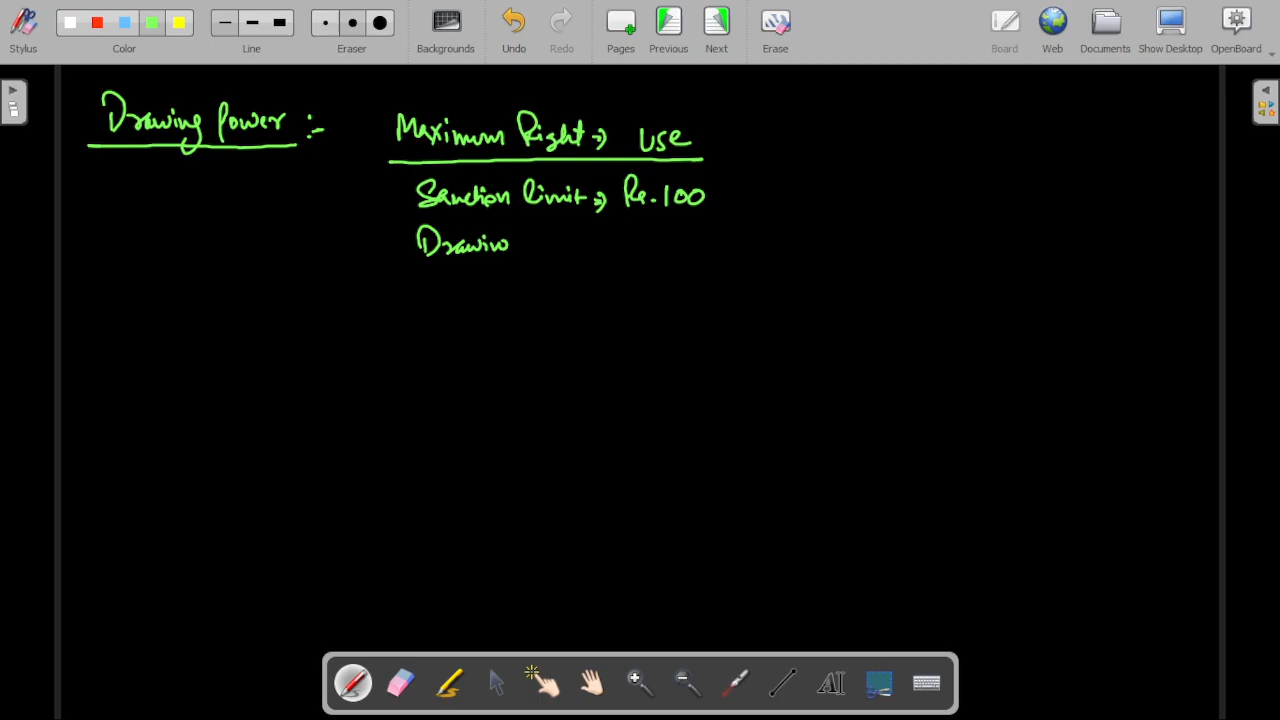 Stylus Color Line Eraser Backgrounds Undo Redo Pages Previous Next Erase Board Web Documents Show Desktop OpenBoard
Drawing Power :- Maximum Right → USE
Sanction limit → Rs. 100
Drawin